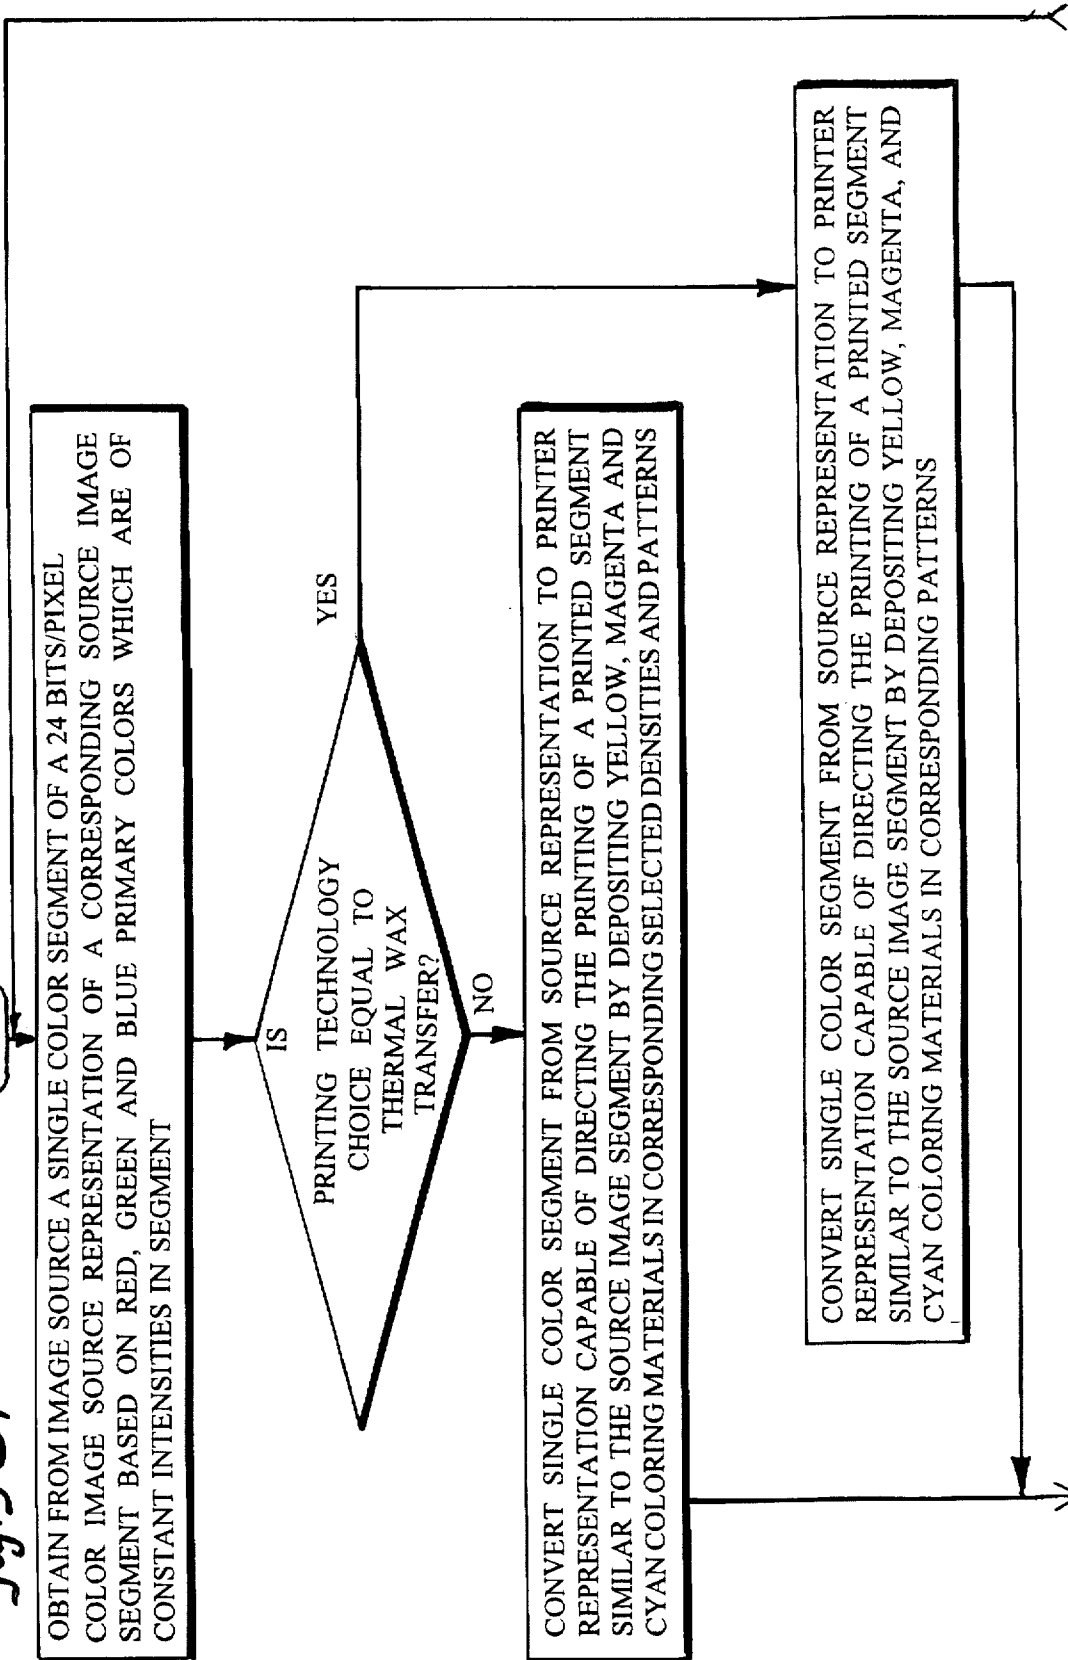 OBTAIN FROM IMAGE SOURCE A SINGLE COLOR SEGMENT OF A 24 BITS/PIXEL
COLOR IMAGE SOURCE REPRESENTATION OF A CORRESPONDING SOURCE IMAGE
SEGMENT BASED ON RED, GREEN AND BLUE PRIMARY COLORS WHICH ARE OF
CONSTANT INTENSITIES IN SEGMENT
IS
PRINTING TECHNOLOGY
CHOICE EQUAL TO
THERMAL WAX
TRANSFER?
YES
NO
CONVERT SINGLE COLOR SEGMENT FROM SOURCE REPRESENTATION TO PRINTER
REPRESENTATION CAPABLE OF DIRECTING THE PRINTING OF A PRINTED SEGMENT
SIMILAR TO THE SOURCE IMAGE SEGMENT BY DEPOSITING YELLOW, MAGENTA AND
CYAN COLORING MATERIALS IN CORRESPONDING SELECTED DENSITIES AND PATTERNS
CONVERT SINGLE COLOR SEGMENT FROM SOURCE REPRESENTATION TO PRINTER
REPRESENTATION CAPABLE OF DIRECTING THE PRINTING OF A PRINTED SEGMENT
SIMILAR TO THE SOURCE IMAGE SEGMENT BY DEPOSITING YELLOW, MAGENTA, AND
CYAN COLORING MATERIALS IN CORRESPONDING PATTERNS